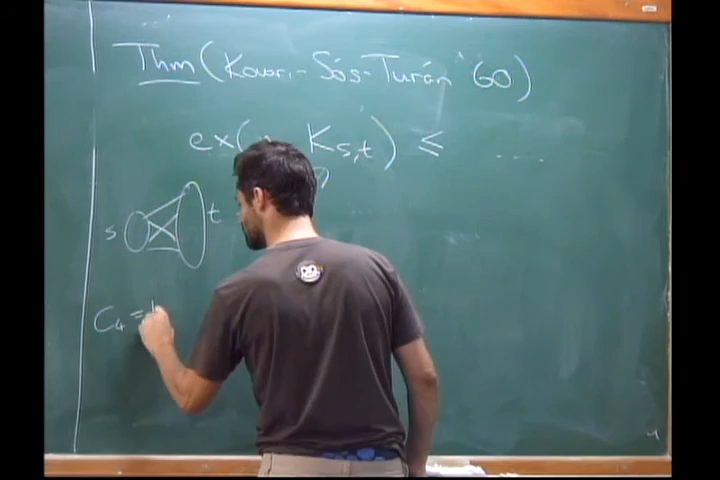 Thm (Kovari-Sós-Turán '60)
ex( K_{s,t}) ≤ ....
s t
C_4 =